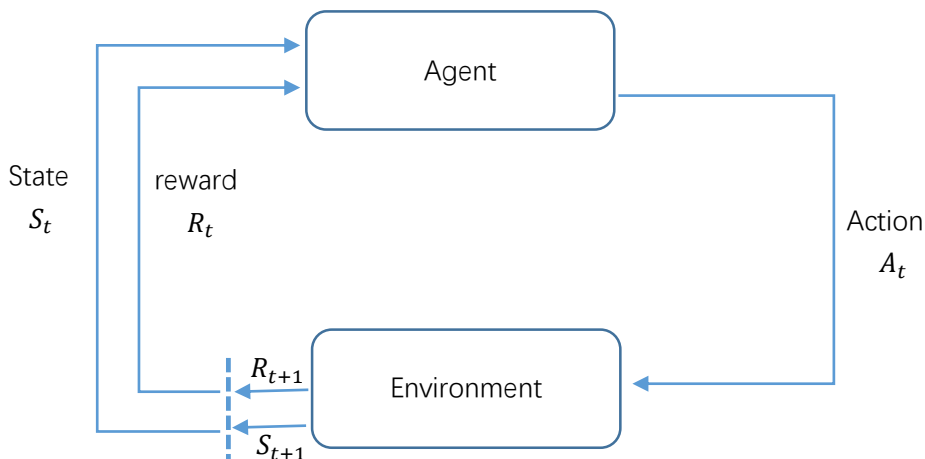 Agent
State
S_t
reward
R_t
Action
A_t
R_{t+1}
Environment
S_{t+1}